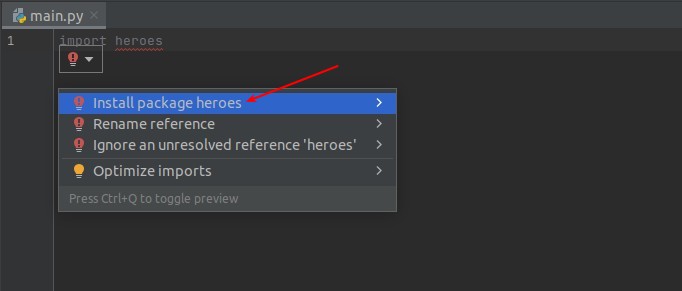 main.py
1 import heroes
Install package heroes
Rename reference
Ignore an unresolved reference 'heroes'
Optimize imports
Press Ctrl+Q to toggle preview